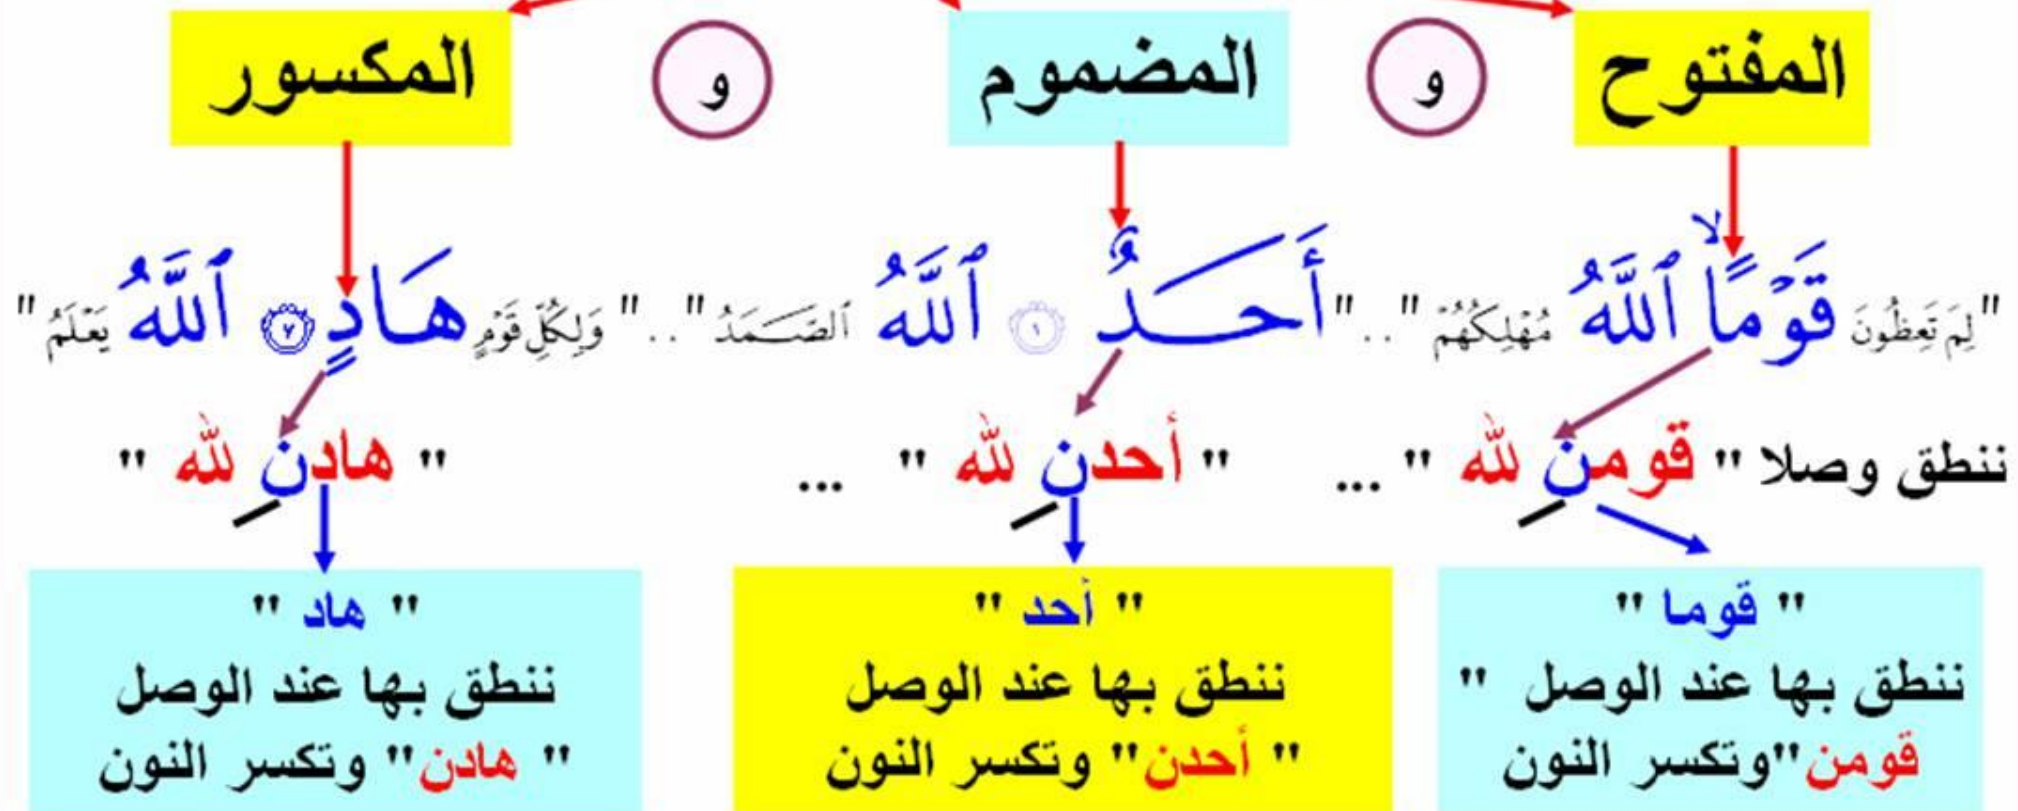 المفتوح و المضموم و المكسور
"لِمَ تَعِظُونَ قَوْمًاۙ ٱللَّهُ مُهْلِكُهُمْ" .. "أَحَدٌ ١ ٱللَّهُ ٱلصَّمَدُ" .. "وَلِكُلِّ قَوْمٍ هَادٍ ٧ ٱللَّهُ يَعْلَمُ"
ننطق وصلا " قومنِ لله " ... " أحدنِ لله " ... " هادنِ لله "
" قوما "
ننطق بها عند الوصل "
قومن"وتكسر النون
" أحد "
ننطق بها عند الوصل
" أحدن" وتكسر النون
" هاد "
ننطق بها عند الوصل
" هادن" وتكسر النون